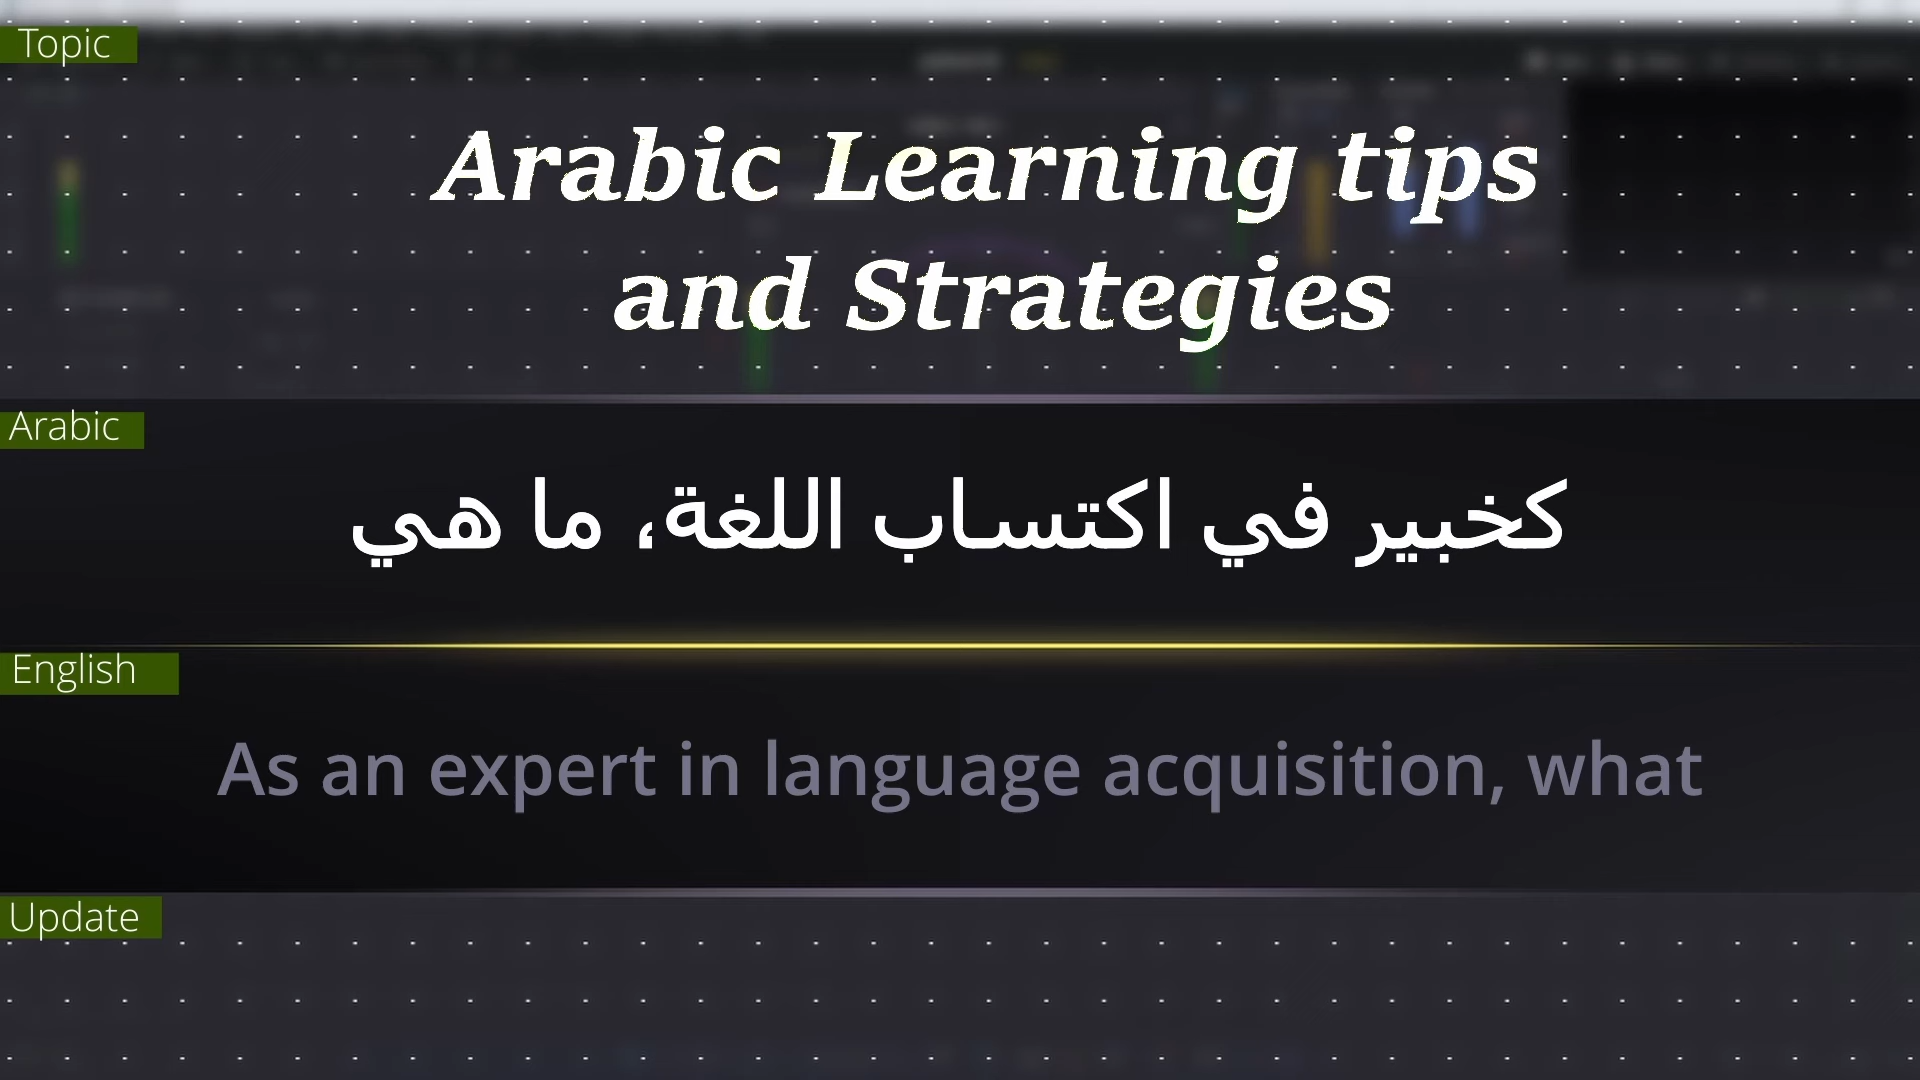 Topic
Arabic Learning tips
and Strategies
Arabic
كخبير في اكتساب اللغة، ما هي
English
As an expert in language acquisition, what
Update